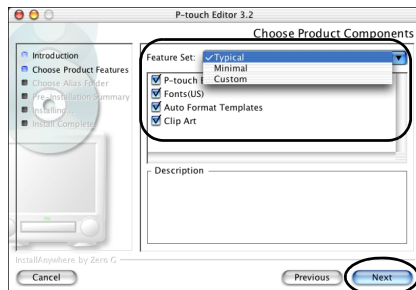 P-touch Editor 3.2
Choose Product Components
Introduction
Choose Product Features
Choose Alias Folder
Pre-Installation Summary
Installing...
Install Complete
Feature Set:
Typical
Minimal
Custom
P-touch
Fonts(US)
Auto Format Templates
Clip Art
Description
InstallAnywhere by Zero G
Cancel
Previous
Next